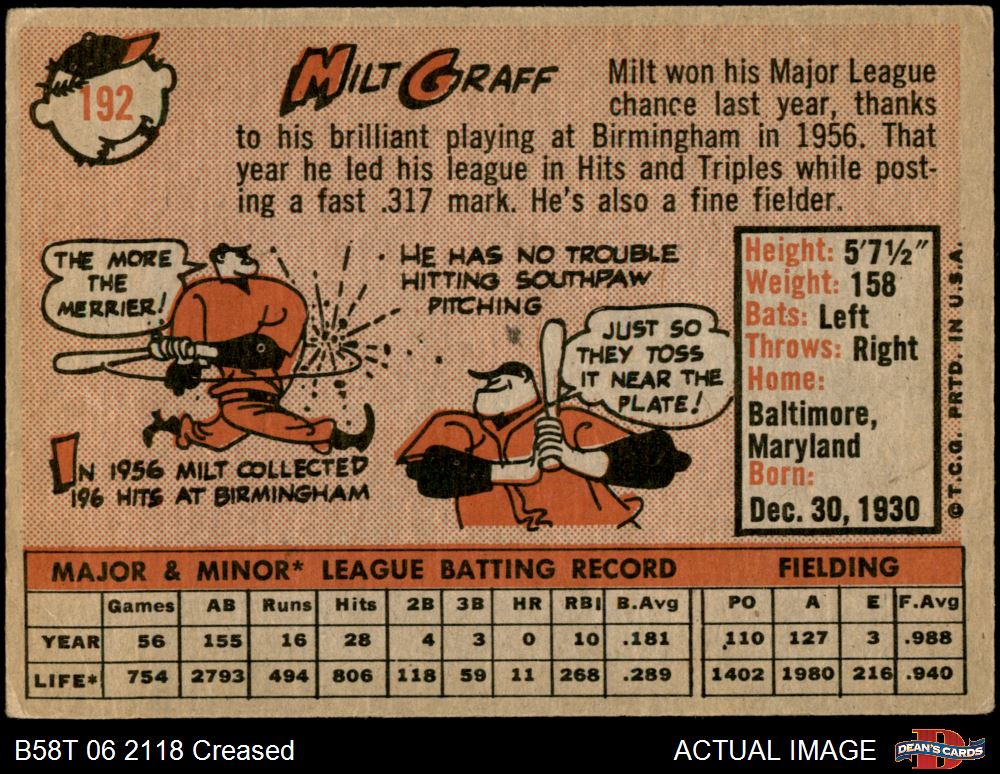 192
MILT GRAFF
Milt won his Major League
chance last year, thanks
to his brilliant playing at Birmingham in 1956. That
year he led his league in Hits and Triples while post-
ing a fast .317 mark. He's also a fine fielder.
THE MORE
THE
MERRIER!
HE HAS NO TROUBLE
HITTING SOUTHPAW
PITCHING
JUST SO
THEY TOSS
IT NEAR THE
PLATE!
IN 1956 MILT COLLECTED
196 HITS AT BIRMINGHAM
Height: 5'7½"
Weight: 158
Bats: Left
Throws: Right
Home:
Baltimore,
Maryland
Born:
Dec. 30, 1930
© T.C.G. PRTD. IN U.S.A.
MAJOR & MINOR* LEAGUE BATTING RECORD FIELDING
Games AB Runs Hits 2B 3B HR RBI B.Avg PO A E F.Avg
YEAR 56 155 16 28 4 3 0 10 .181 110 127 3 .988
LIFE* 754 2793 494 806 118 59 11 268 .289 1402 1980 216 .940
B58T 06 2118 Creased ACTUAL IMAGE DEAN'S CARDS